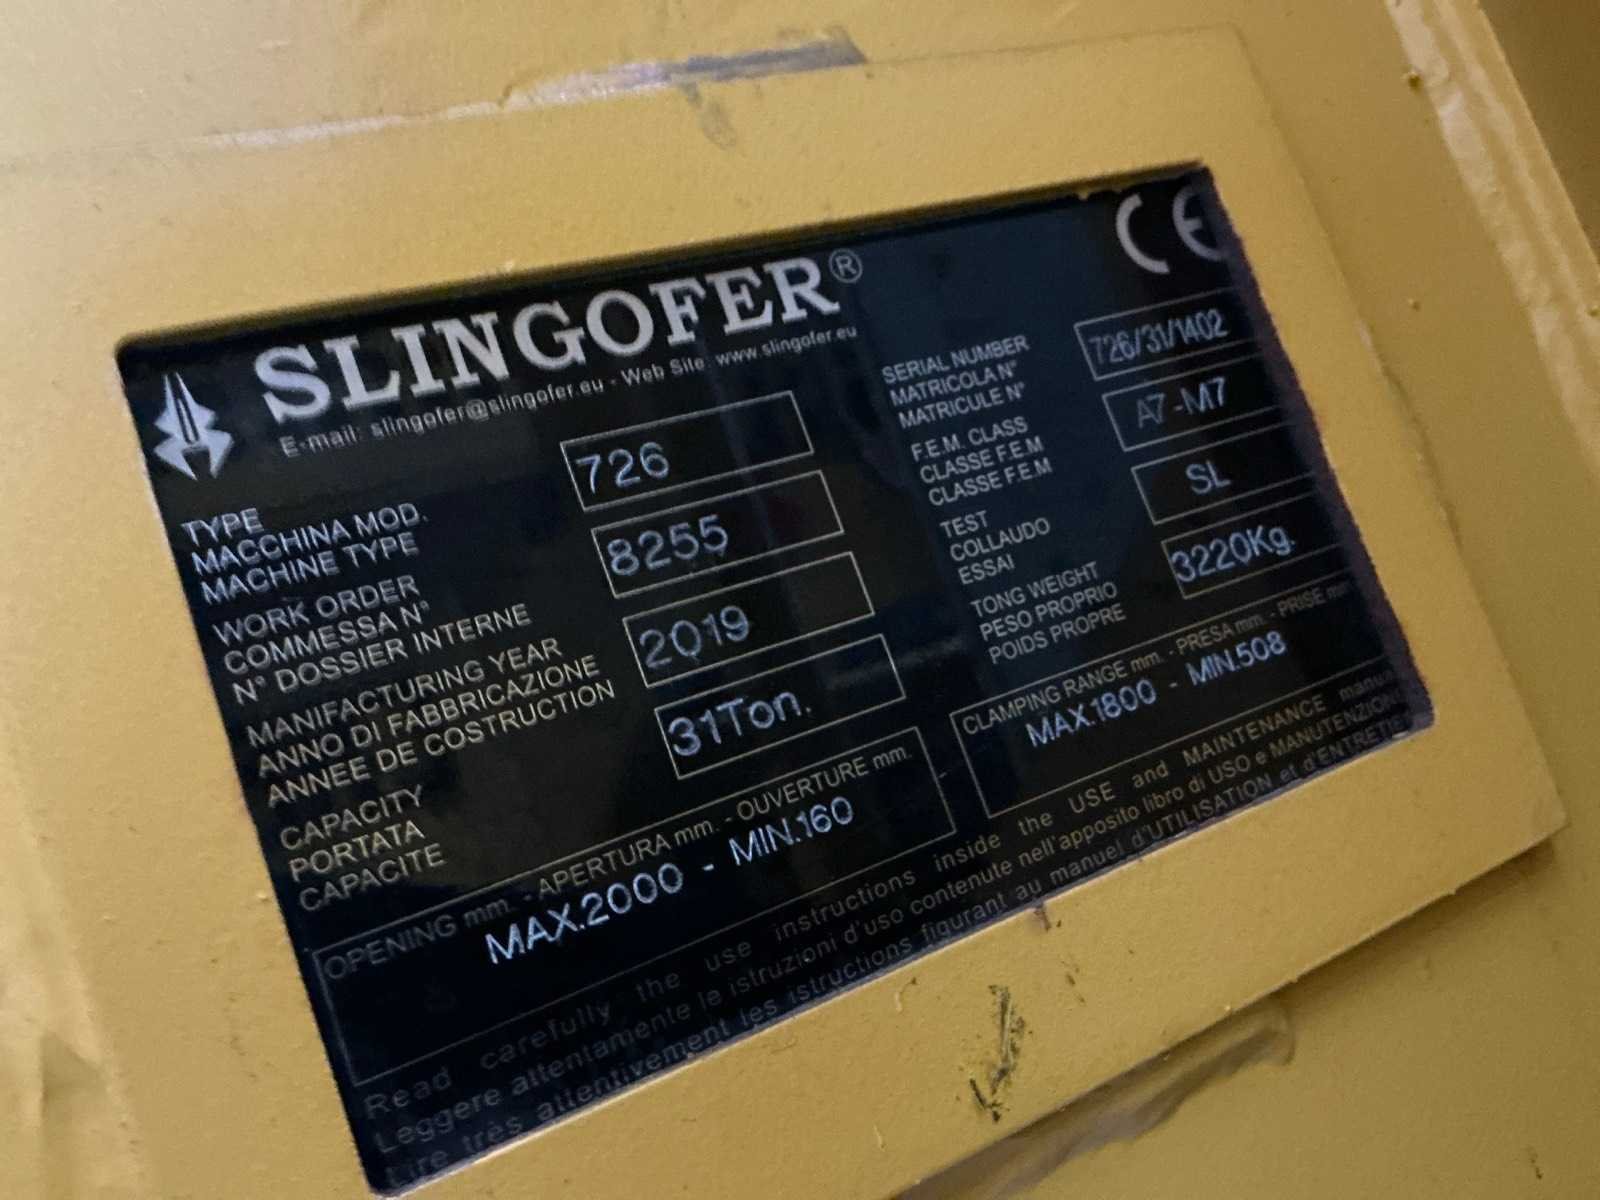 SLINGOFER®
E-mail: slingofer@slingofer.eu - Web Site: www.slingofer.eu
CE
TYPE
MACCHINA MOD.
MACHINE TYPE
726
WORK ORDER
COMMESSA N°
N° DOSSIER INTERNE
8255
MANIFACTURING YEAR
ANNO DI FABBRICAZIONE
ANNEE DE COSTRUCTION
2019
CAPACITY
PORTATA
CAPACITE
31Ton.
SERIAL NUMBER
MATRICOLA N°
MATRICULE N°
726/31/1402
F.E.M. CLASS
CLASSE F.E.M
CLASSE F.E.M
A7-M7
TEST
COLLAUDO
ESSAI
SL
TONG WEIGHT
PESO PROPRIO
POIDS PROPRE
3220Kg.
OPENING mm. - APERTURA mm. - OUVERTURE mm.
MAX.2000 - MIN.160
CLAMPING RANGE mm. - PRESA mm. - PRISE mm
MAX.1800 - MIN.508
Read carefully the use instructions inside the USE and MAINTENANCE
Leggere attentamente le istruzioni d'uso contenute nell'apposito libro di USO e MANUTENZION
Lire très attentivement les istructions figurant au manuel d'UTILISATION et d'ENTRETIE